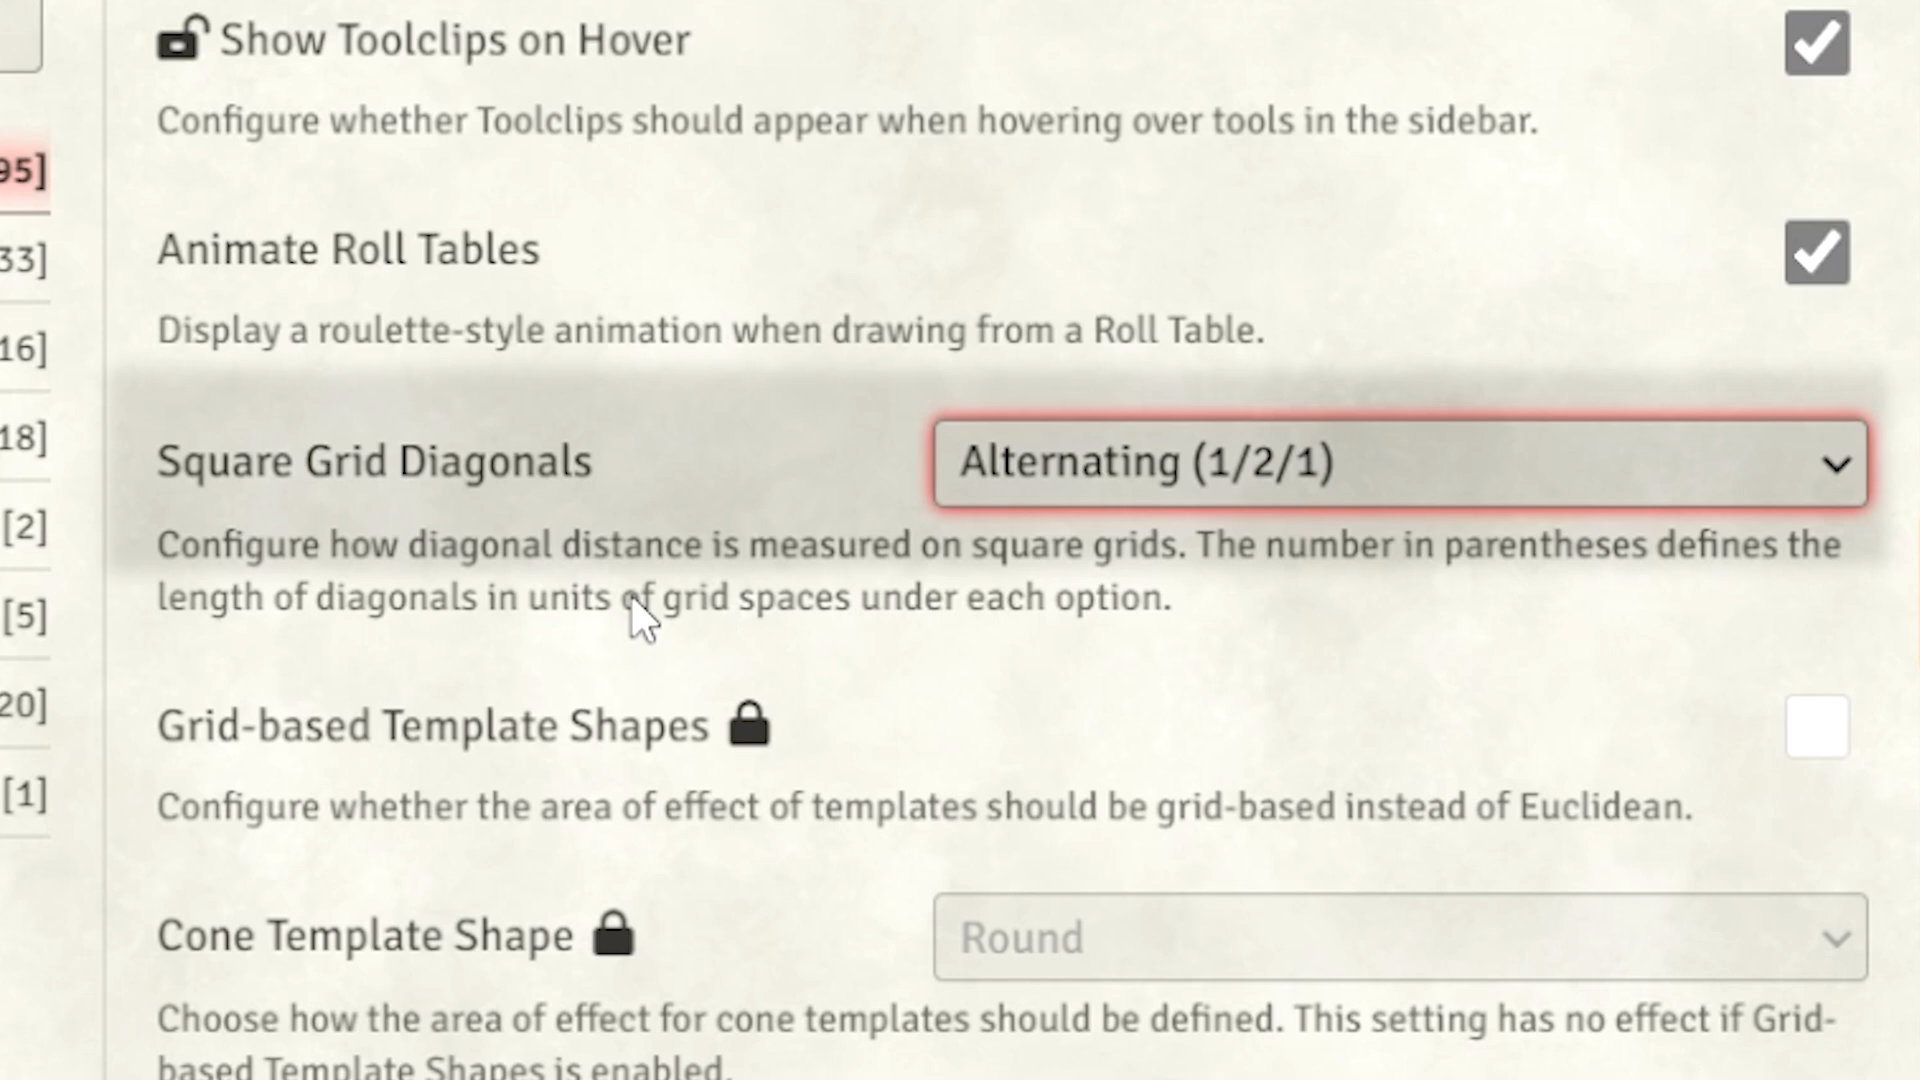 Show Toolclips on Hover
Configure whether Toolclips should appear when hovering over tools in the sidebar.
95]
Animate Roll Tables
33]
Display a roulette-style animation when drawing from a Roll Table.
16]
18]
Square Grid Diagonals
Alternating (1/2/1)
[2]
Configure how diagonal distance is measured on square grids. The number in parentheses defines the
length of diagonals in units of grid spaces under each option.
[5]
20]
Grid-based Template Shapes
[1]
Configure whether the area of effect of templates should be grid-based instead of Euclidean.
Cone Template Shape
Round
Choose how the area of effect for cone templates should be defined. This setting has no effect if Grid-
based Template Shapes is enabled.